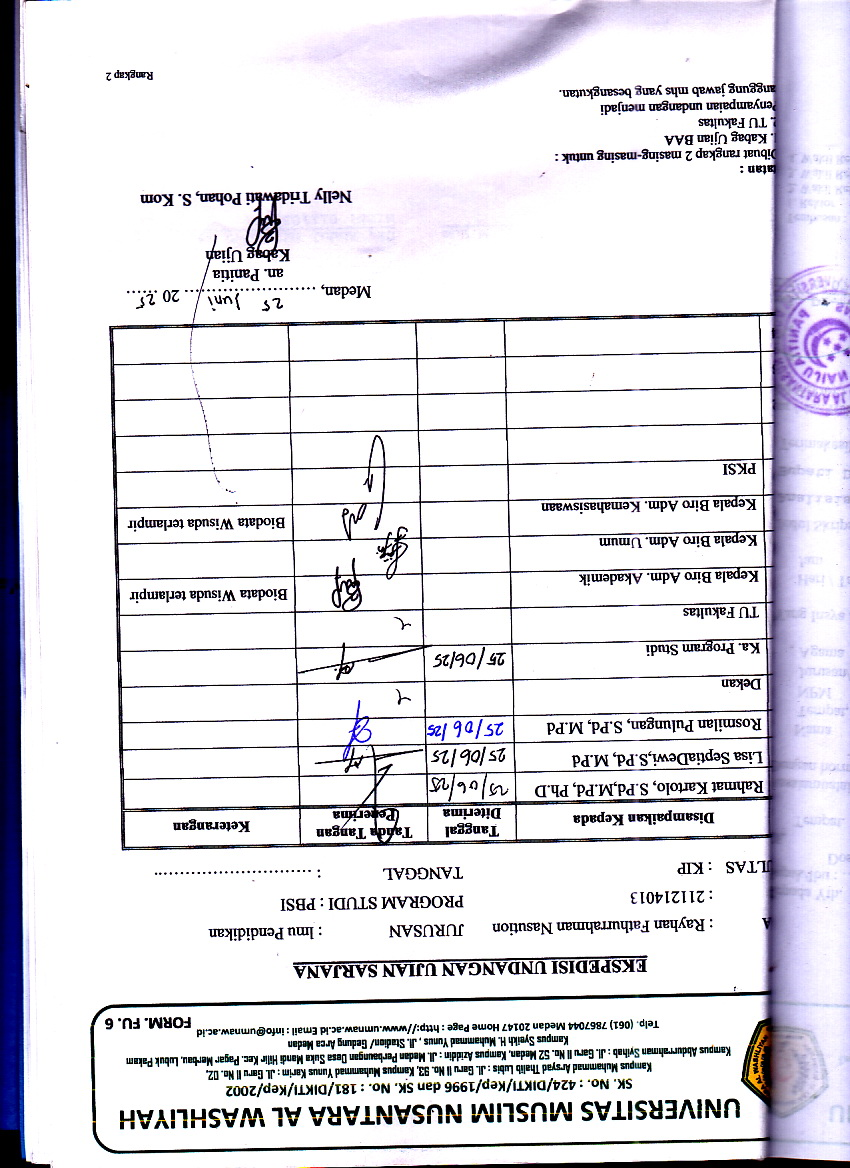 UNIVERSITAS MUSLIM NUSANTARA AL WASHLIYAH
SK. No. : 424/DIKTI/Kep/1996 dan SK. No. : 181/DIKTI/Kep/2002
Kampus Muhammad Arsyad Thalib Lubis : Jl. Garu II No. 93, Kampus Muhammad Yunus Karim : Jl. Garu II No. 02,
Kampus Abdurrahman Syihab : Jl. Garu II No. 52 Medan, Kampus Aziddin : Jl. Medan Perbaungan Desa Suka Mandi Hilir Kec. Pagar Merbau, Lubuk Pakam
Kampus Syeikh H. Muhammad Yunus , Jl. Stadion/ Gedung Arca Medan
Telp. (061) 7867044 Medan 20147 Home Page : http://www.umnaw.ac.id Email : info@umnaw.ac.id FORM. FU. 6
EKSPEDISI UNDANGAN UJIAN SARJANA
A : Rayhan Fathurrahman Nasution JURUSAN : Imu Pendidikan
: 211214013 PROGRAM STUDI : PBSI
ULTAS : KIP TANGGAL : ..............................
Disampaikan Kepada Tanggal Diterima Tanda Tangan Penerima Keterangan
Rahmat Kartolo, S.Pd,M.Pd, Ph.D 25/06/25
Lisa SeptiaDewi,S.Pd, M.Pd 25/06/25
Rosmilan Pulungan, S.Pd, M.Pd 25/06/25
Dekan
Ka. Program Studi 25/06/25
TU Fakultas
Kepala Biro Adm. Akademik Biodata Wisuda terlampir
Kepala Biro Adm. Umum
Kepala Biro Adm. Kemahasiswaan Biodata Wisuda terlampir
PKSI
Medan, 25 Juni 20 25
an. Panitia
Kabag Ujian
Nelly Tridawati Pohan, S. Kom
tatan :
Dibuat rangkap 2 masing-masing untuk :
. Kabag Ujian BAA
. TU Fakultas
Penyampaian undangan menjadi
anggung jawab mhs yang besangkutan.
Rangkap 2